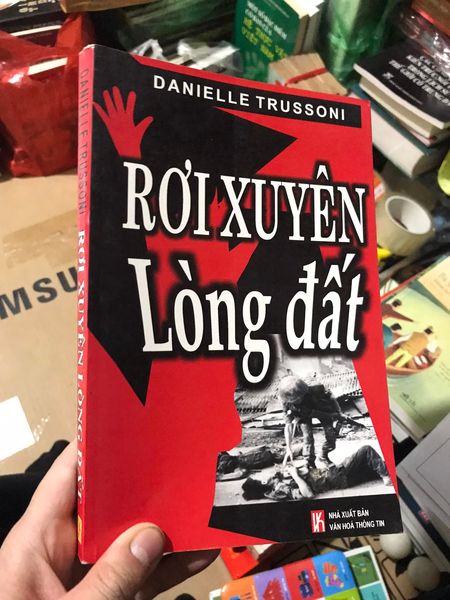 DANIELLE TRUSSONI
RƠI XUYÊN
Lòng đất
NHÀ XUẤT BẢN
VĂN HOÁ THÔNG TIN
DANIELLE TRUSSONI RƠI XUYÊN LÒNG ĐẤT
MSU